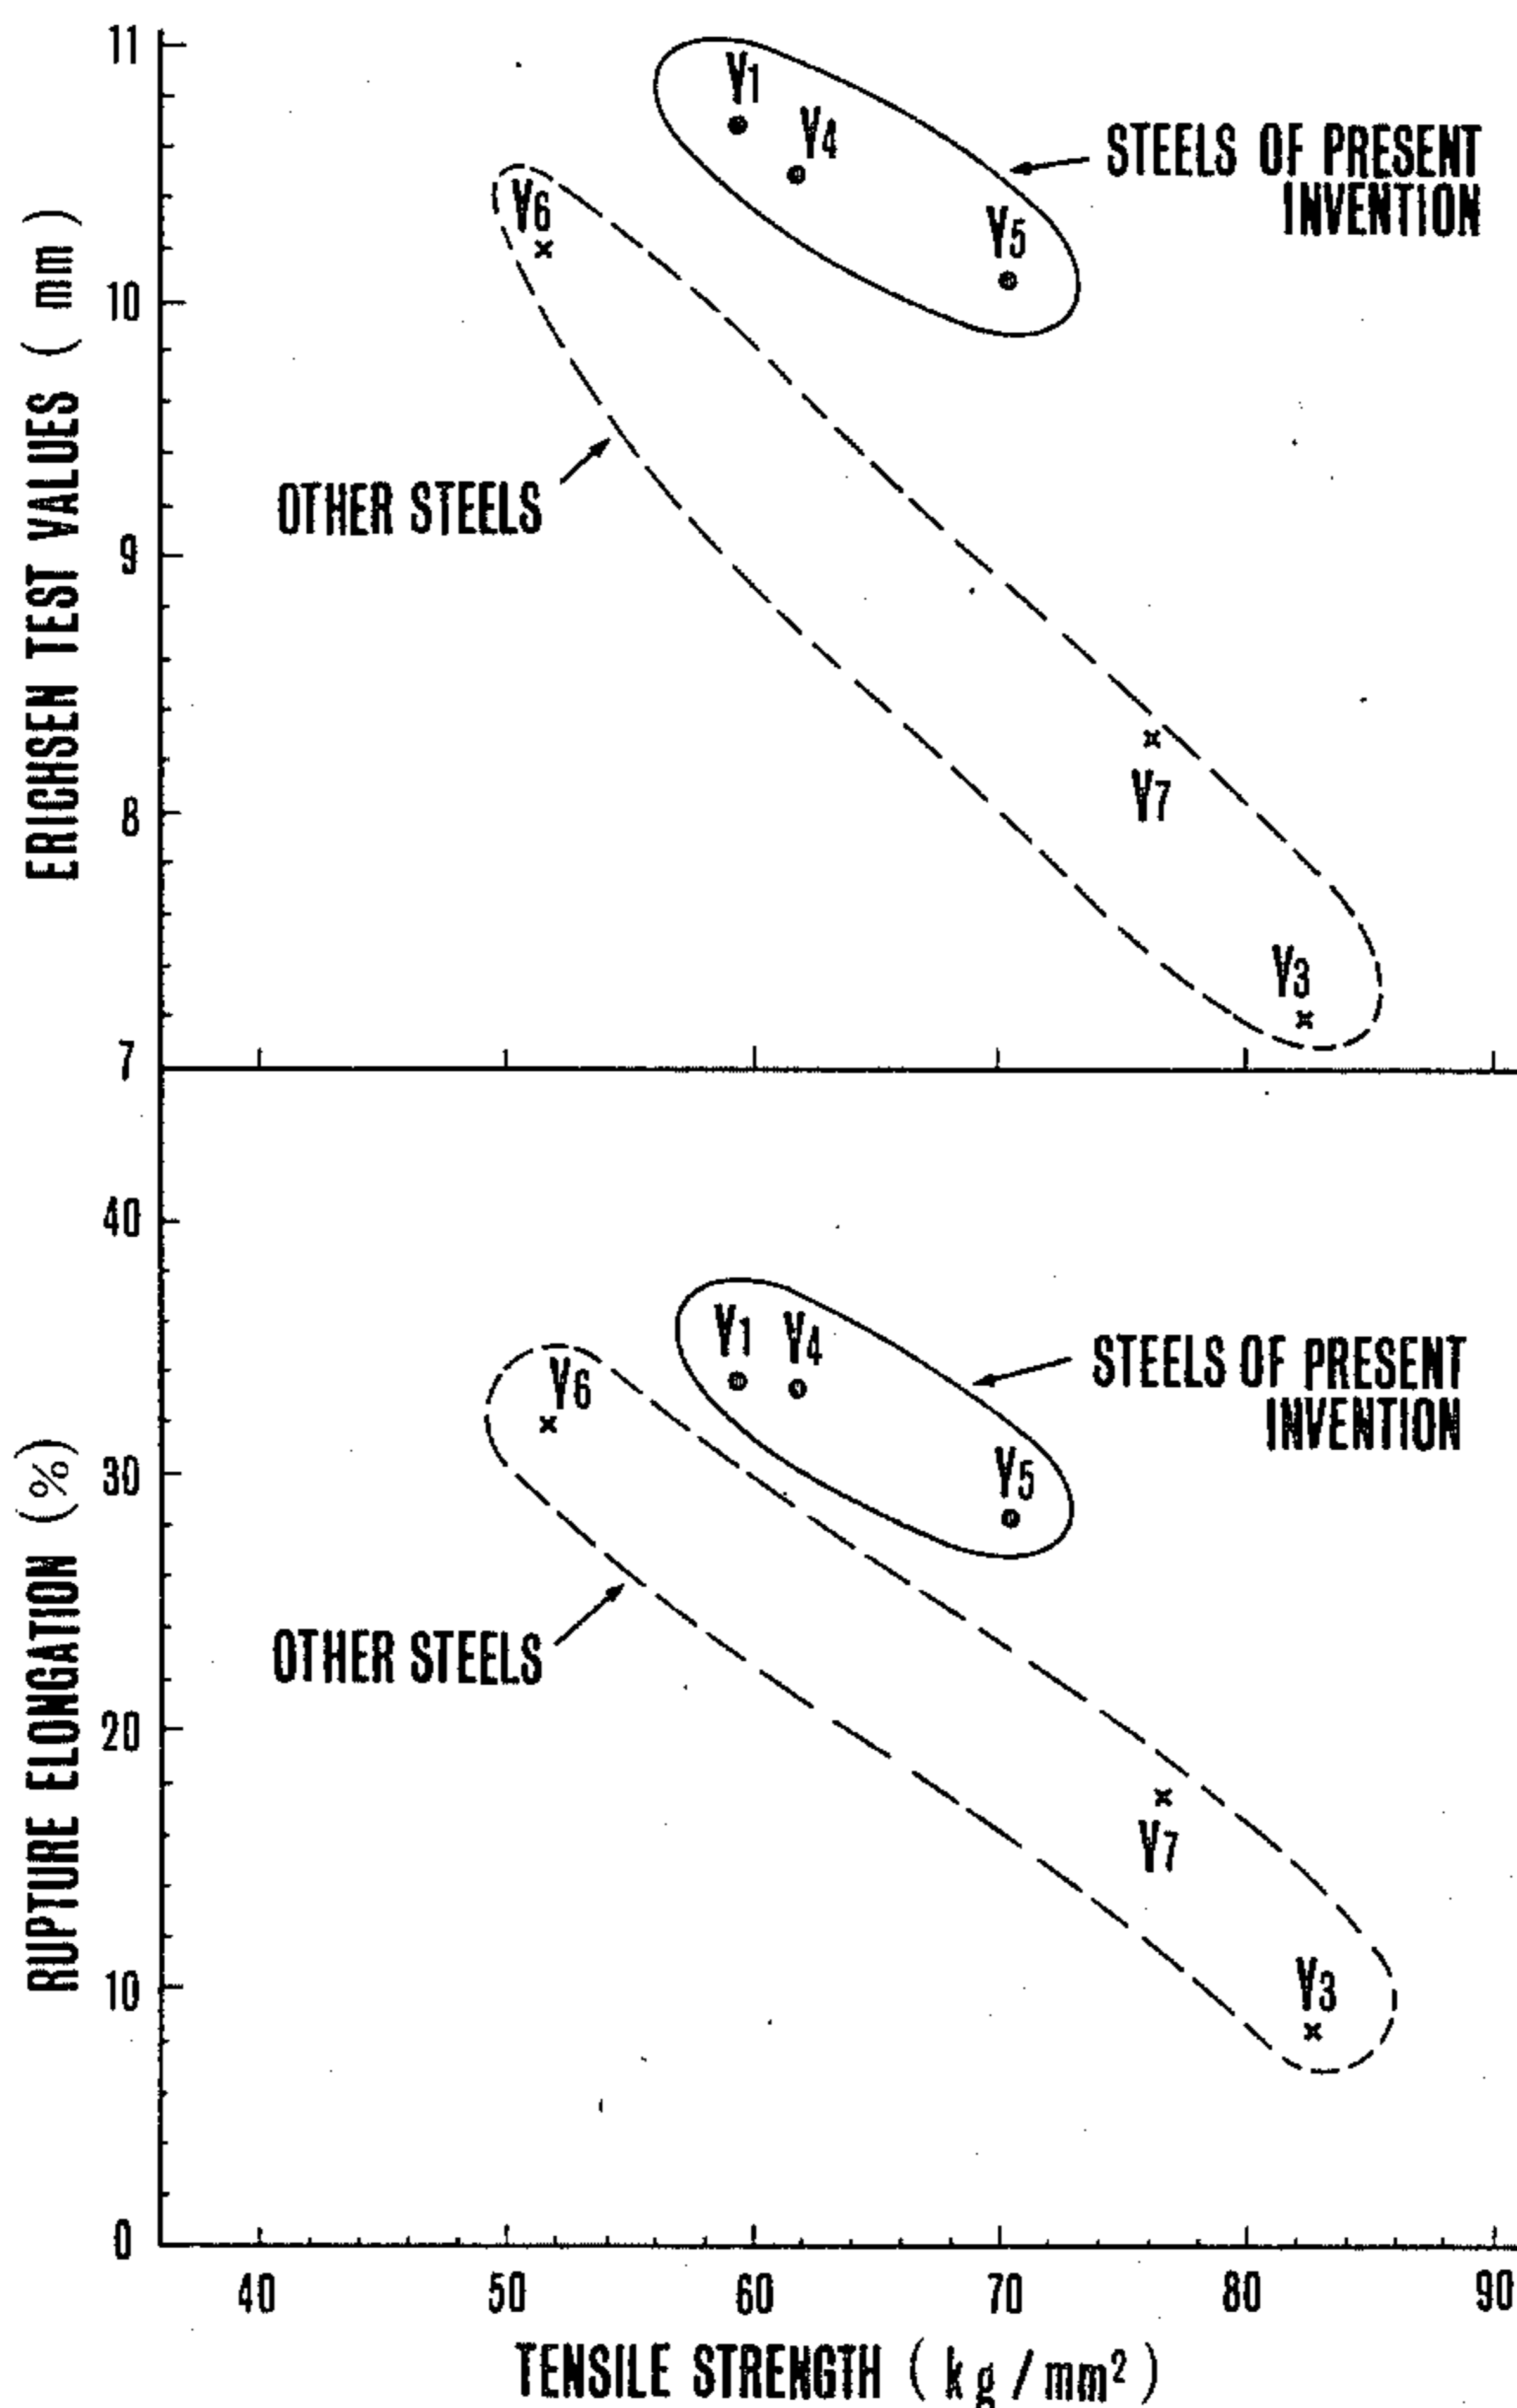 ERICHSEN TEST VALUES ( mm )
11
10
9
8
7
V1
V4
V5
V6
V7
V3
STEELS OF PRESENT
INVENTION
OTHER STEELS
RUPTURE ELONGATION (%)
40
30
20
10
0
V1
V4
V6
V5
V7
V3
STEELS OF PRESENT
INVENTION
OTHER STEELS
40 50 60 70 80 90
TENSILE STRENGTH ( kg / mm² )